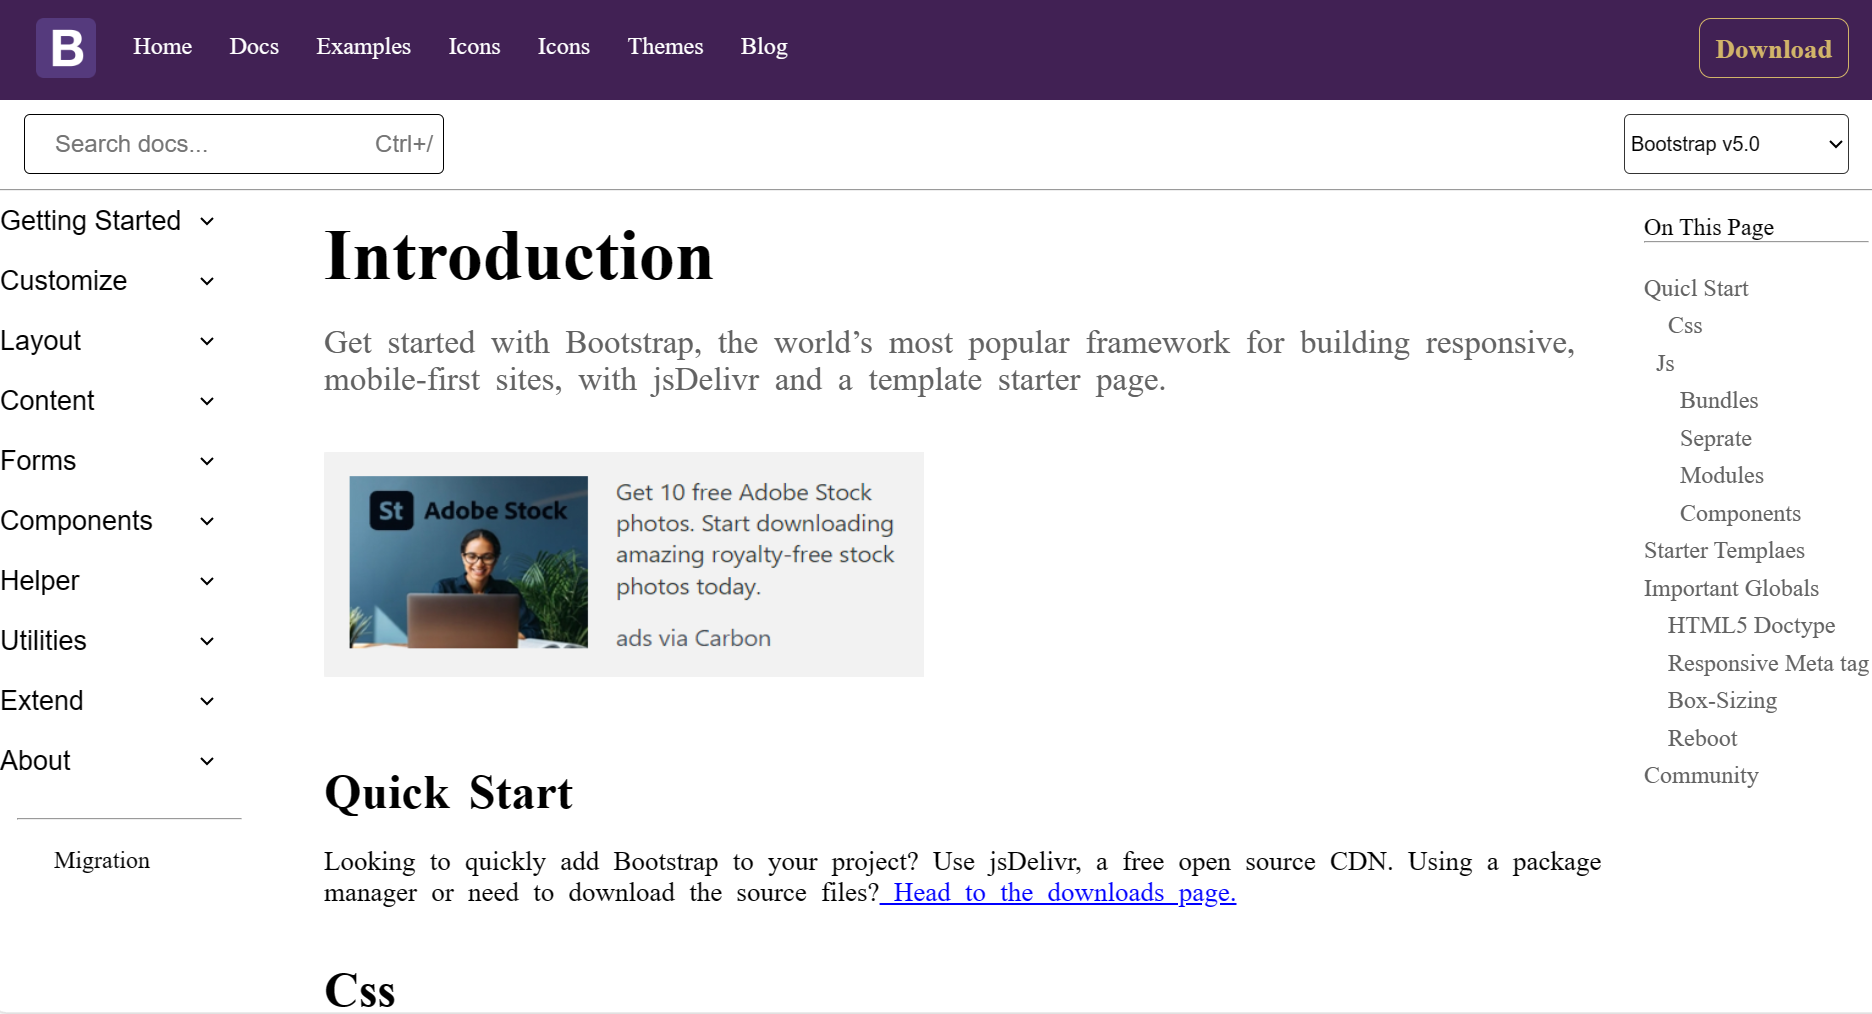 B
Home Docs Examples Icons Icons Themes Blog
Download
Search docs... Ctrl+/
Bootstrap v5.0
Getting Started
Customize
Layout
Content
Forms
Components
Helper
Utilities
Extend
About
Migration
Introduction
Get started with Bootstrap, the world’s most popular framework for building responsive,
mobile-first sites, with jsDelivr and a template starter page.
St Adobe Stock
Get 10 free Adobe Stock
photos. Start downloading
amazing royalty-free stock
photos today.
ads via Carbon
Quick Start
Looking to quickly add Bootstrap to your project? Use jsDelivr, a free open source CDN. Using a package
manager or need to download the source files? Head to the downloads page.
Css
On This Page
Quicl Start
Css
Js
Bundles
Seprate
Modules
Components
Starter Templaes
Important Globals
HTML5 Doctype
Responsive Meta tag
Box-Sizing
Reboot
Community